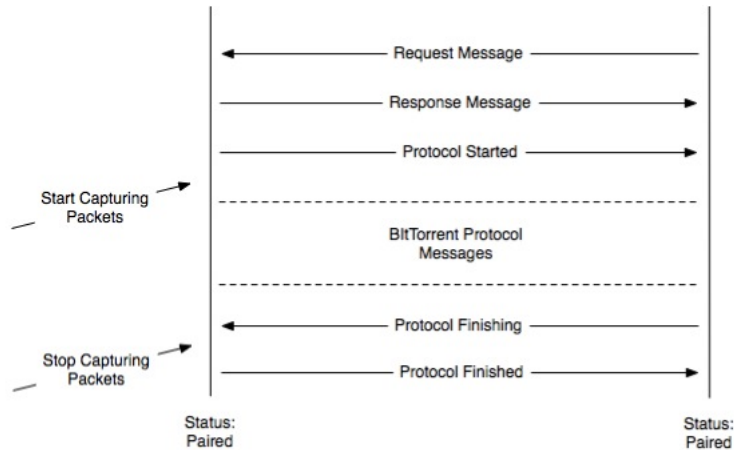 Request Message
Response Message
Protocol Started
Start Capturing
Packets
BItTorrent Protocol
Messages
Protocol Finishing
Stop Capturing
Packets
Protocol Finished
Status:
Paired
Status:
Paired